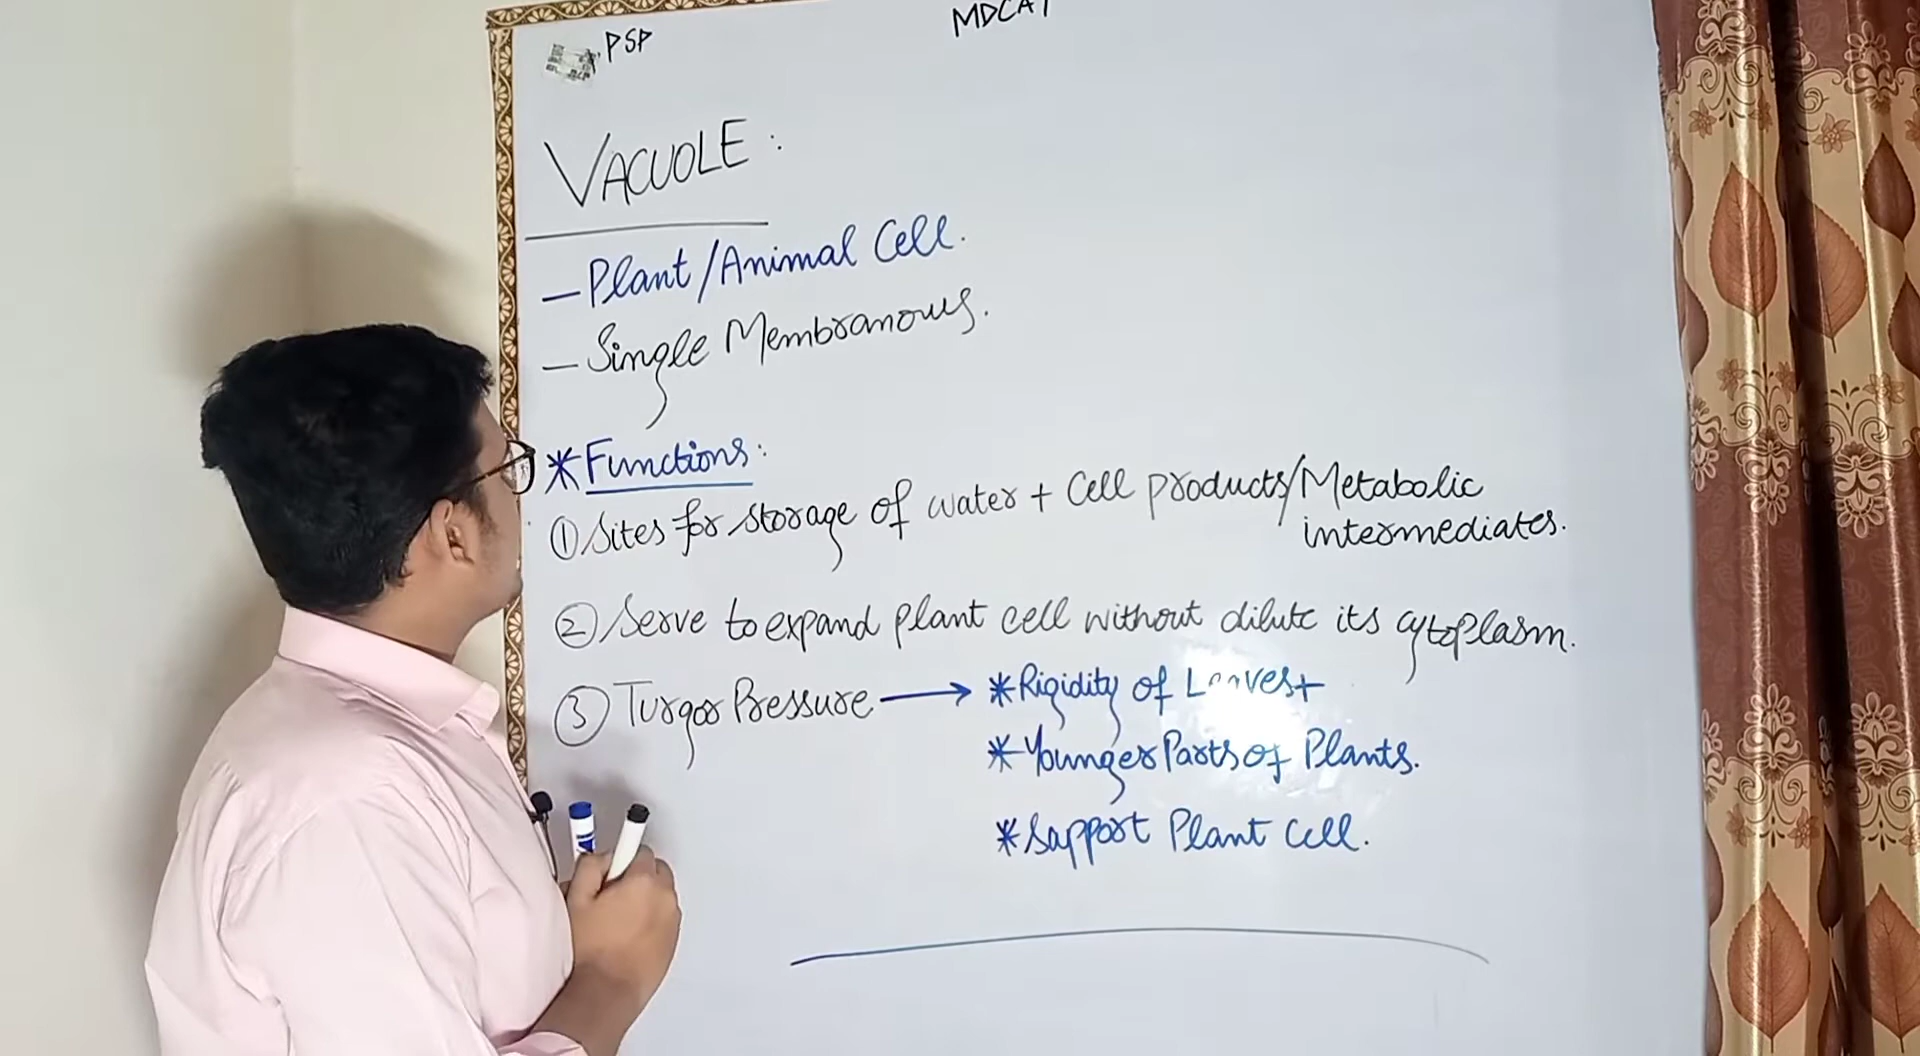 PSP
MDCAT
VACUOLE:
— Plant/Animal Cell.
— Single Membranous.
* Functions:
① Sites for storage of water + Cell products/Metabolic
intermediates.
② Serve to expand plant cell without dilute its cytoplasm.
③ Turgor Pressure → * Rigidity of Leaves +
* Younger Parts of Plants.
* Support Plant Cell.